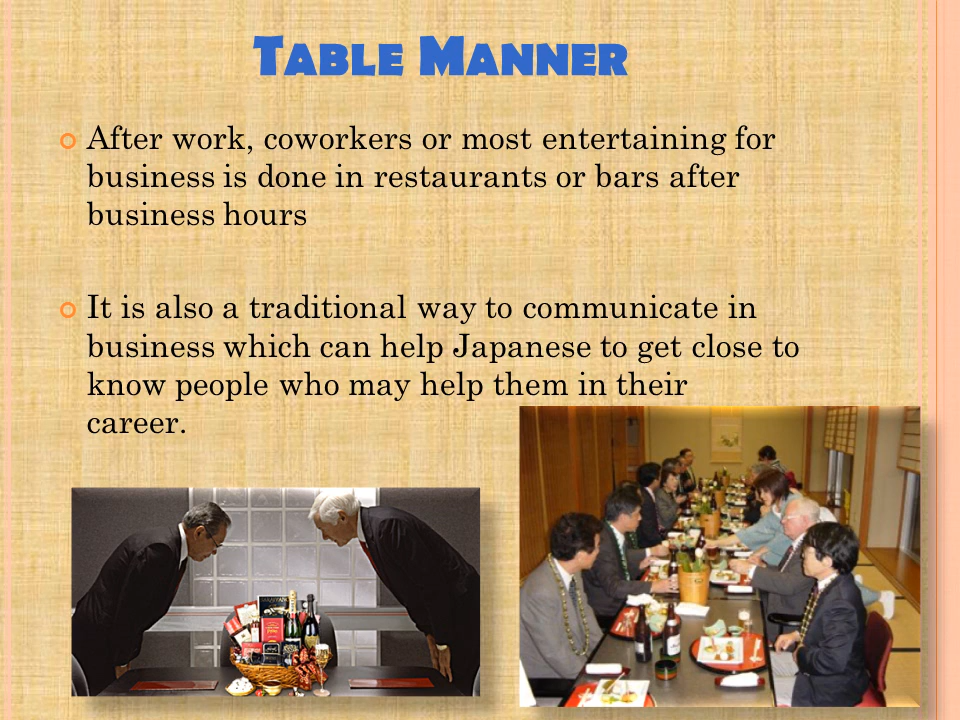 Table Manner
After work, coworkers or most entertaining for
business is done in restaurants or bars after
business hours
It is also a traditional way to communicate in
business which can help Japanese to get close to
know people who may help them in their
career.